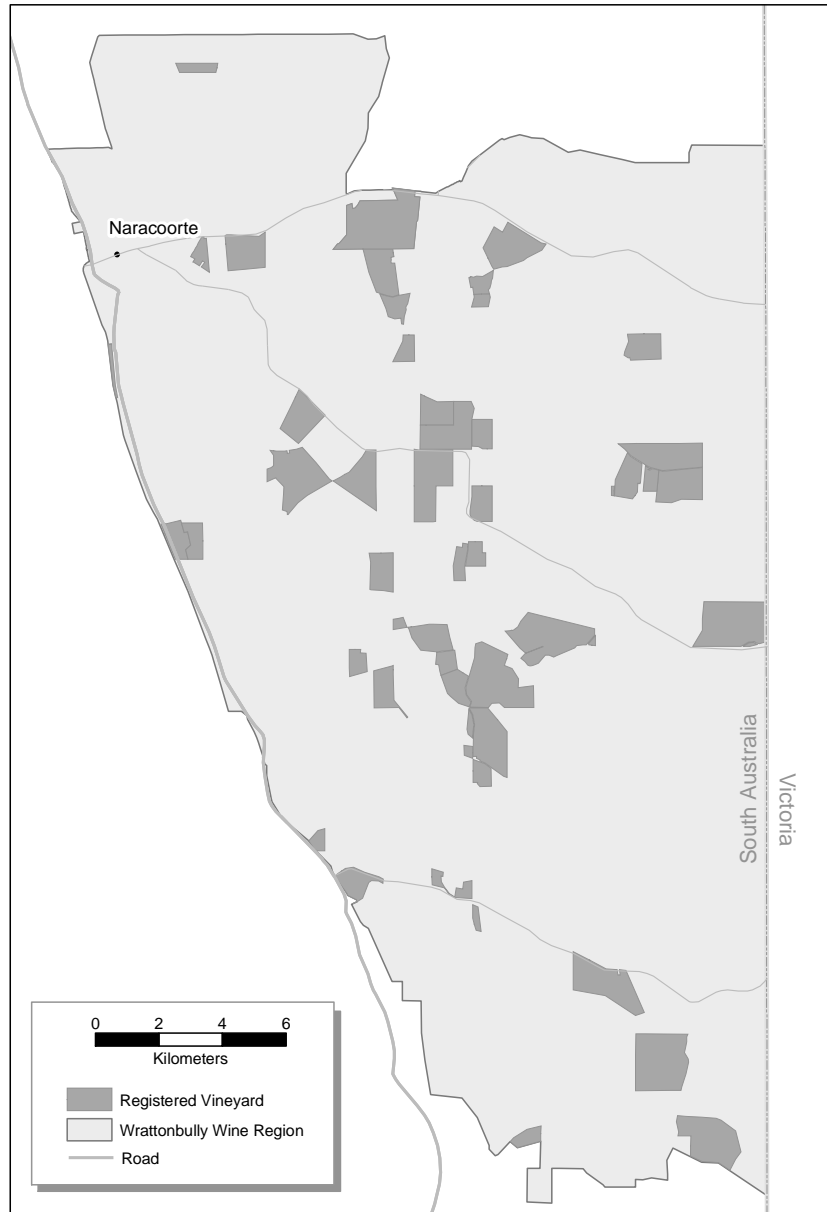 Naracoorte
South Australia
Victoria
0 2 4 6
Kilometers
Registered Vineyard
Wrattonbully Wine Region
Road